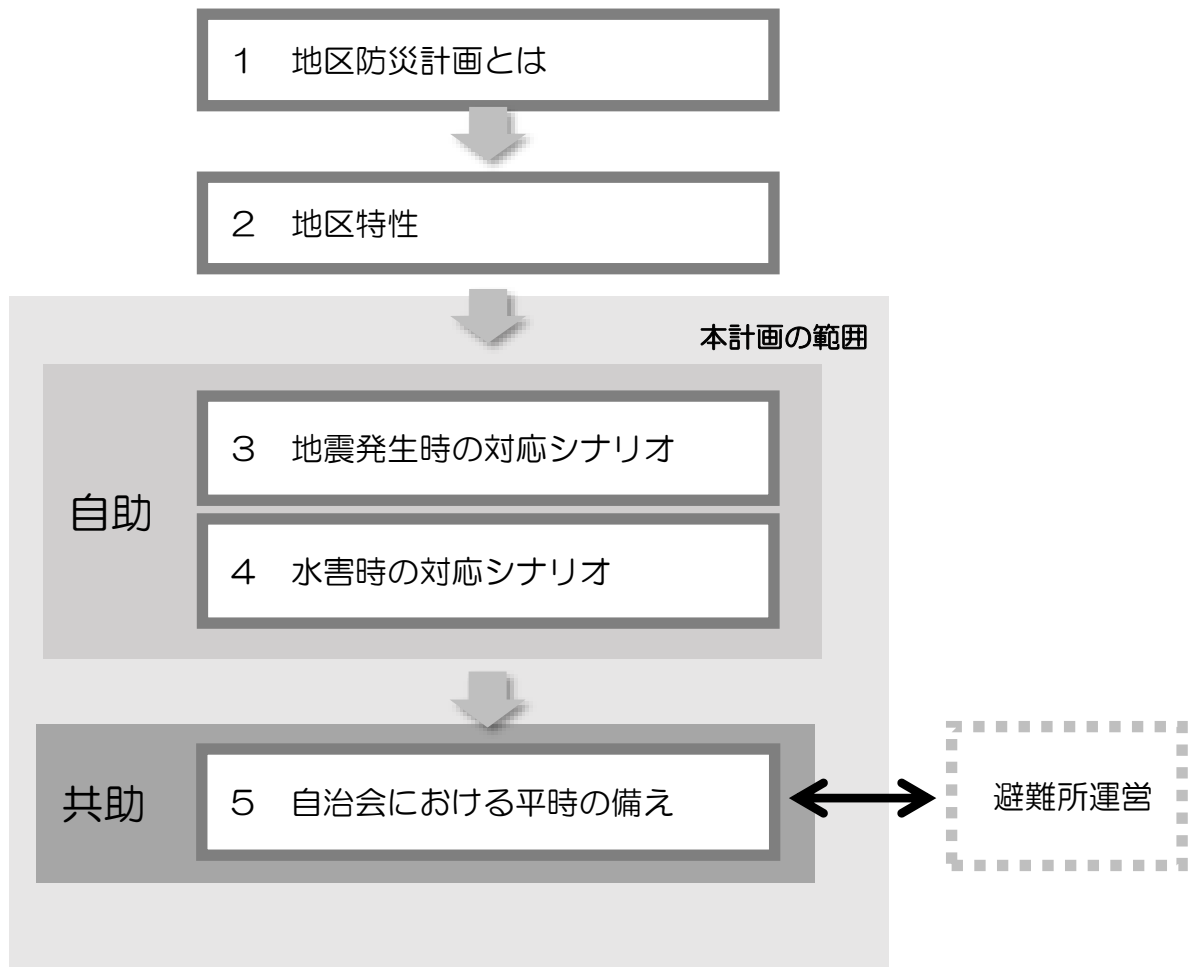 １　地区防災計画とは
２　地区特性
本計画の範囲
自助
３　地震発生時の対応シナリオ
４　水害時の対応シナリオ
共助
５　自治会における平時の備え
避難所運営